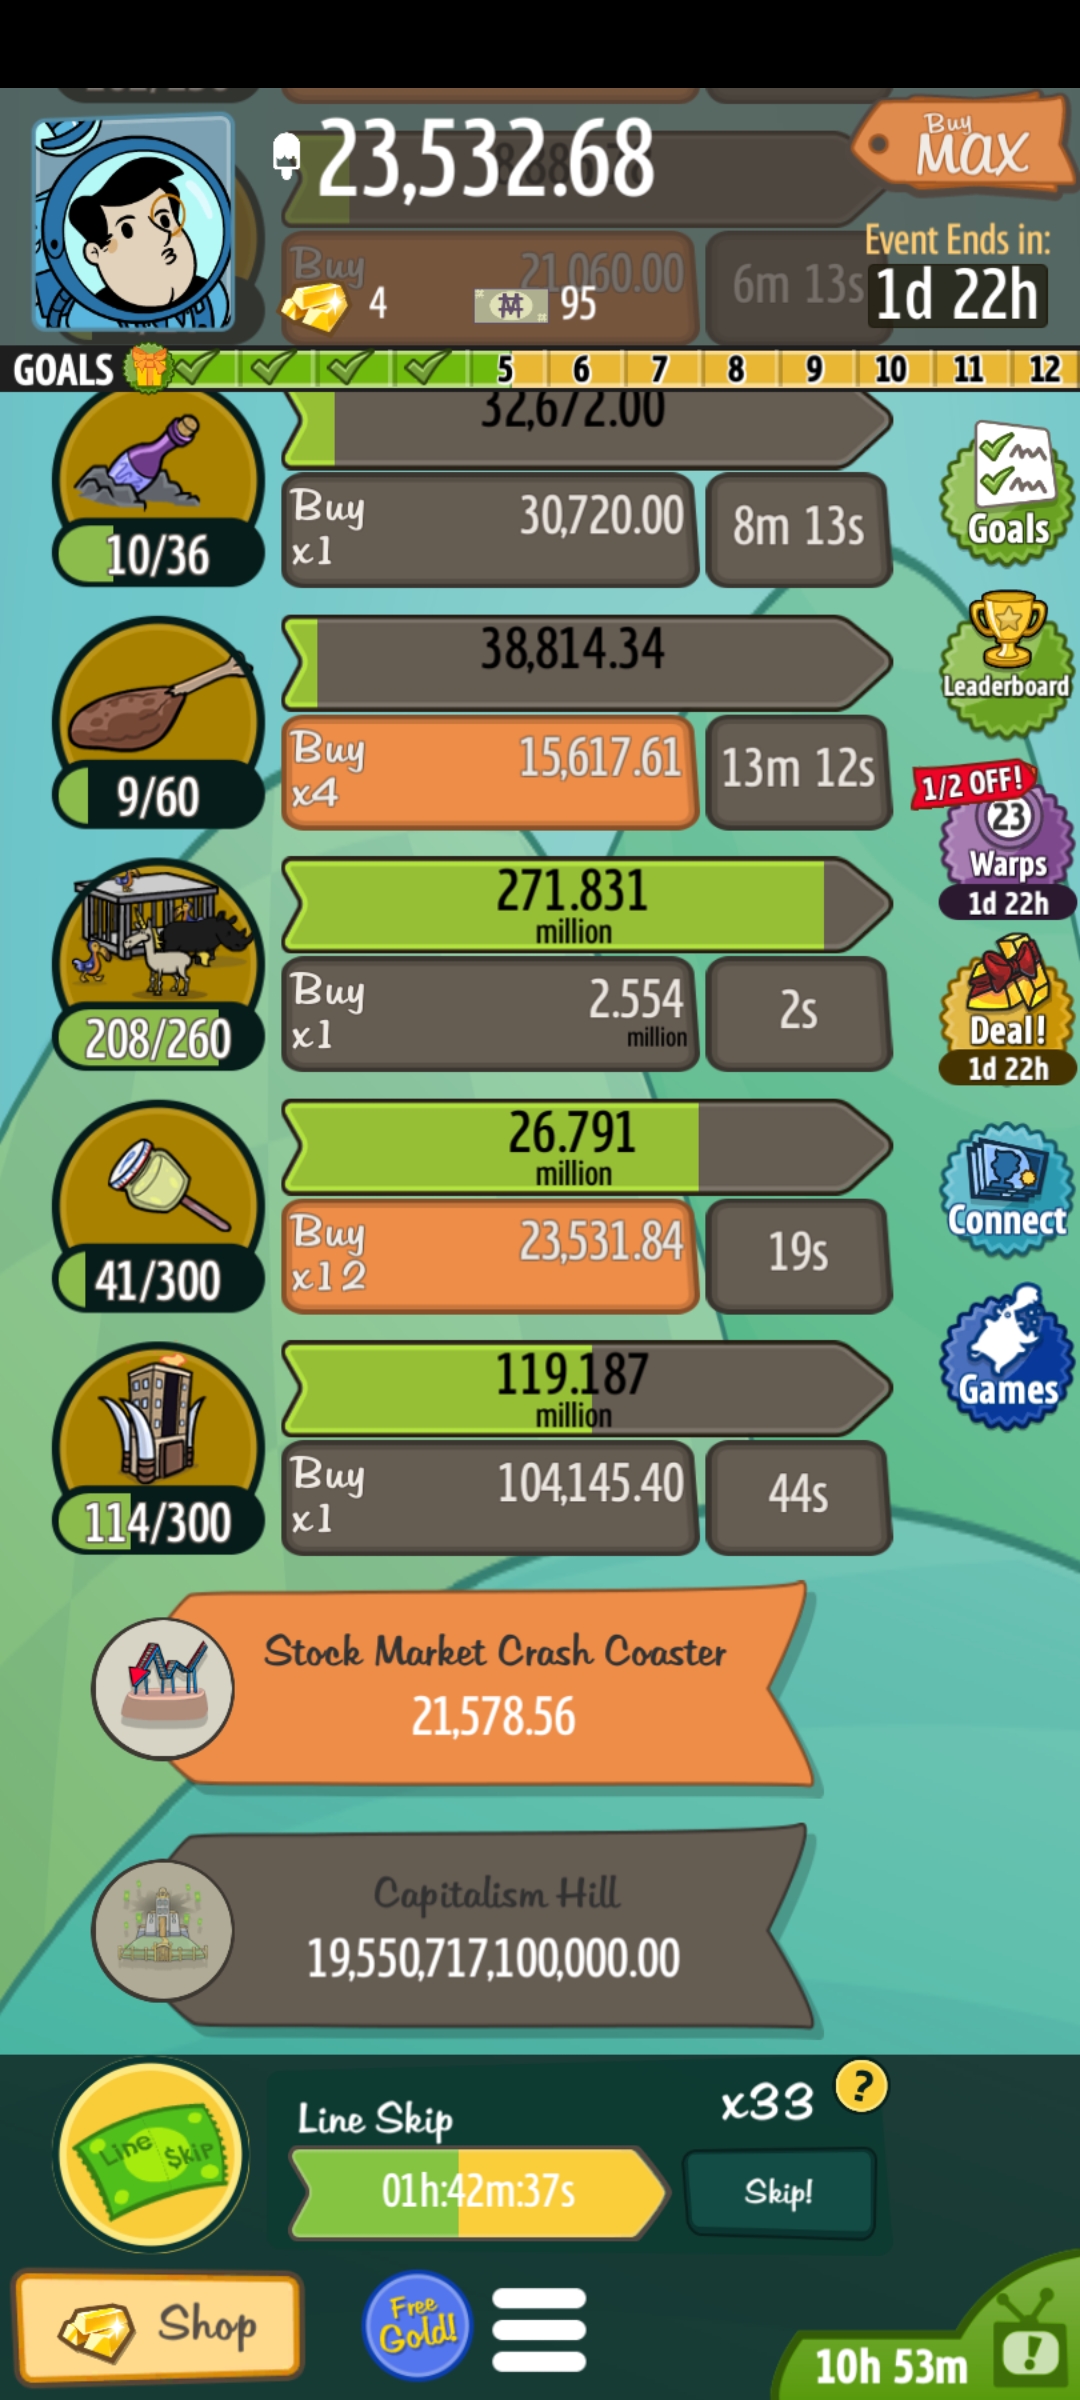 23,532.68
Buy
MAX
Buy
21,060.00
6m 13s
Event Ends in:
1d 22h
4
95
GOALS
5
6
7
8
9
10
11
12
32,672.00
10/36
Buy
x1
30,720.00
8m 13s
Goals
38,814.34
9/60
Buy
x4
15,617.61
13m 12s
Leaderboard
1/2 OFF!
23
Warps
1d 22h
271.831
million
208/260
Buy
x1
2.554
million
2s
Deal!
1d 22h
26.791
million
41/300
Buy
x12
23,531.84
19s
Connect
119.187
million
114/300
Buy
x1
104,145.40
44s
Games
Stock Market Crash Coaster
21,578.56
Capitalism Hill
19,550,717,100,000.00
Line $kip
Line Skip
x33
?
01h:42m:37s
Skip!
Shop
Free
Gold!
10h 53m
!